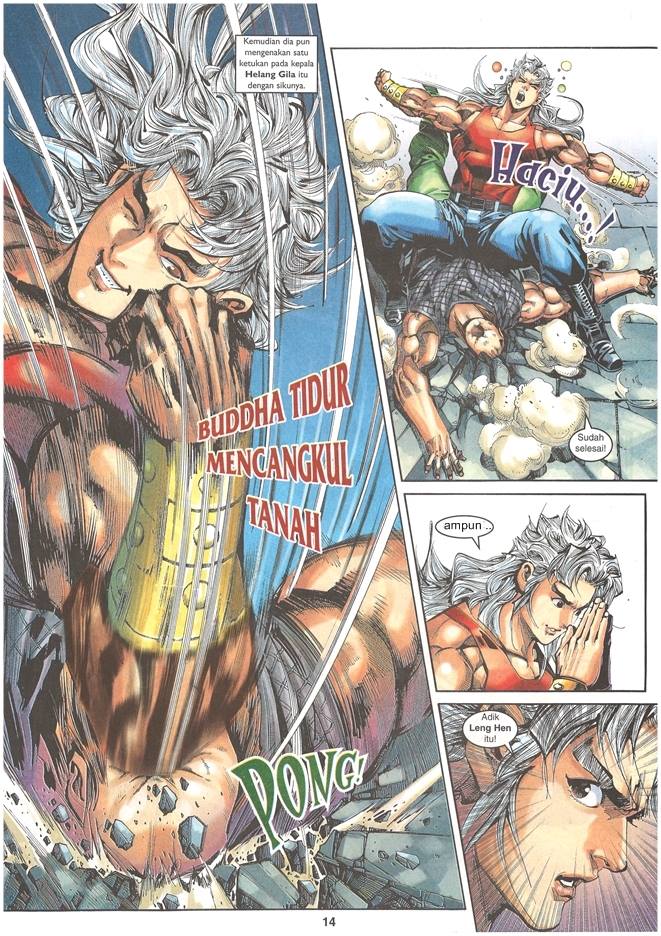 Kemudian dia pun
mengenakan satu
ketukan pada kepala
Helang Gila itu
dengan sikunya.
BUDDHA TIDUR
MENCANGKUL
TANAH
PONG!
Haciu...!
Sudah
selesai!
ampun ..
Adik
Leng Hen
itu!
14